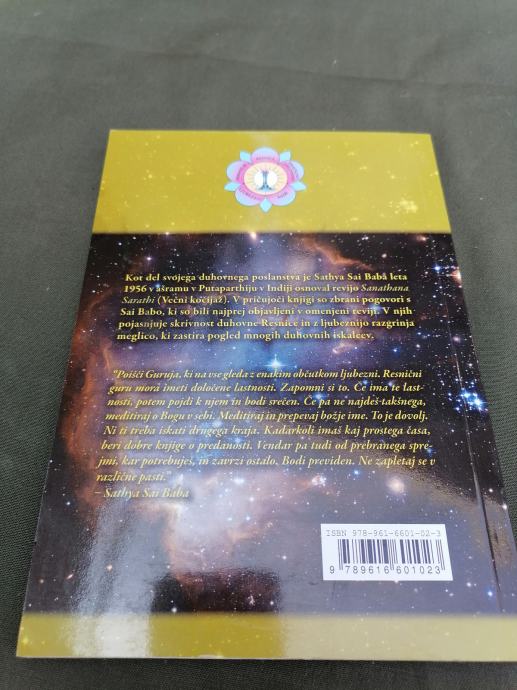 Kot del svojega duhovnega poslanstva je Sathya Sai Baba leta
1956 v ašramu v Putaparthiju v Indiji osnoval revijo Sanathana
Sarathi (Večni kočijaž). V pričujoči knjigi so zbrani pogovori s
Sai Babo, ki so bili najprej objavljeni v omenjeni reviji. V njih
pojasnjuje skrivnost duhovne Resnice in z ljubeznijo razgrinja
meglico, ki zastira pogled mnogih duhovnih iskalcev.
"Poišči Guruja, ki na vse gleda z enakim občutkom ljubezni. Resnični
guru mora imeti določene lastnosti. Zapomni si to. Če ima te last-
nosti, potem pojdi k njem in bodi srečen. Če pa ne najdeš takšnega,
meditiraj o Bogu v sebi. Meditiraj in prepevaj božje ime. To je dovolj.
Ni ti treba iskati drugega kraja. Kadarkoli imaš kaj prostega časa,
beri dobre knjige o predanosti. Vendar pa tudi od prebranega spre-
jmi, kar potrebuješ, in zavrzi ostalo. Bodi previden. Ne zapletaj se v
različne pasti.
– Sathya Sai Baba
ISBN 978-961-6601-02-3
9 789616 601023